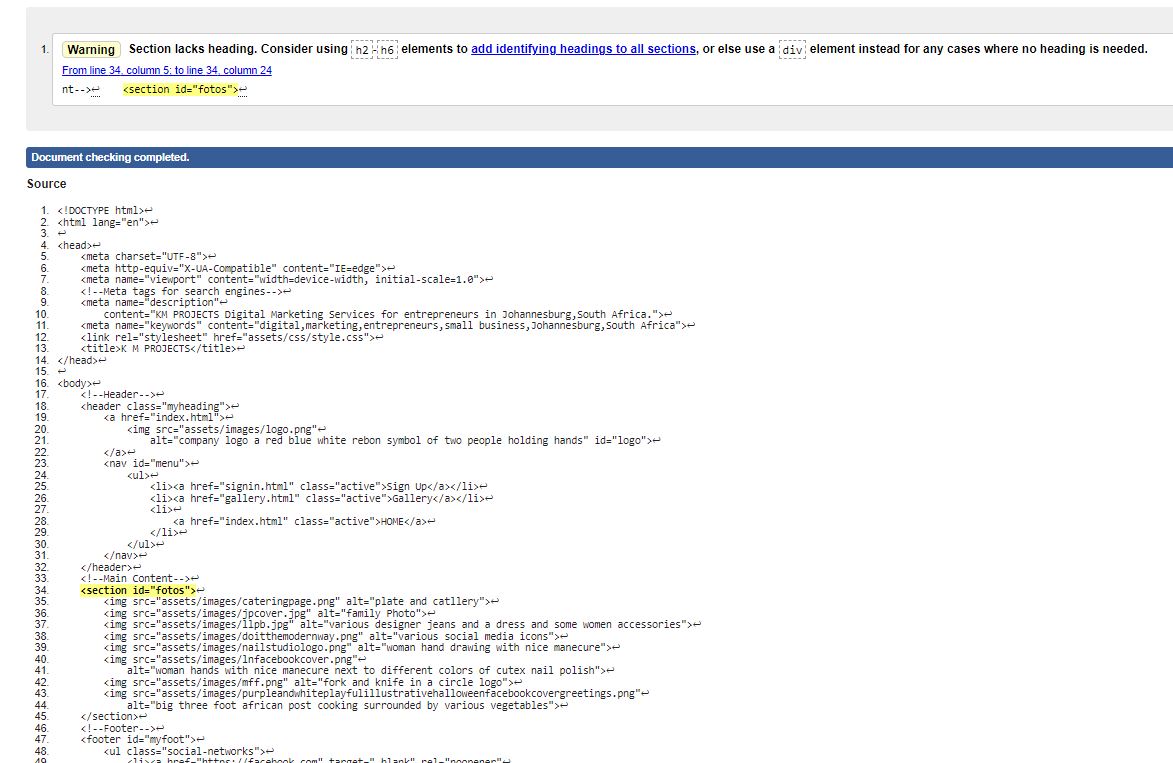 1. Warning Section lacks heading. Consider using h2-h6 elements to add identifying headings to all sections, or else use a div element instead for any cases where no heading is needed.
From line 34, column 5; to line 34, column 24
nt-->↩    <section id="fotos">↩
Document checking completed.
Source
1. <!DOCTYPE html>↩
2. <html lang="en">↩
3. ↩
4. <head>↩
5.     <meta charset="UTF-8">↩
6.     <meta http-equiv="X-UA-Compatible" content="IE=edge">↩
7.     <meta name="viewport" content="width=device-width, initial-scale=1.0">↩
8.     <!--Meta tags for search engines-->↩
9.     <meta name="description"↩
10.         content="KM PROJECTS Digital Marketing Services for entrepreneurs in Johannesburg,South Africa.">↩
11.     <meta name="keywords" content="digital,marketing,entrepreneurs,small business,Johannesburg,South Africa">↩
12.     <link rel="stylesheet" href="assets/css/style.css">↩
13.     <title>K M PROJECTS</title>↩
14. </head>↩
15. ↩
16. <body>↩
17.     <!--Header-->↩
18.     <header class="myheading">↩
19.         <a href="index.html">↩
20.             <img src="assets/images/logo.png"↩
21.                 alt="company logo a red blue white rebon symbol of two people holding hands" id="logo">↩
22.         </a>↩
23.         <nav id="menu">↩
24.             <ul>↩
25.                 <li><a href="signin.html" class="active">Sign Up</a></li>↩
26.                 <li><a href="gallery.html" class="active">Gallery</a></li>↩
27.                 <li>↩
28.                     <a href="index.html" class="active">HOME</a>↩
29.                 </li>↩
30.             </ul>↩
31.         </nav>↩
32.     </header>↩
33.     <!--Main Content-->↩
34.     <section id="fotos">↩
35.         <img src="assets/images/cateringpage.png" alt="plate and catllery">↩
36.         <img src="assets/images/jpcover.jpg" alt="family Photo">↩
37.         <img src="assets/images/llpb.jpg" alt="various designer jeans and a dress and some women accessories">↩
38.         <img src="assets/images/doitthemodernway.png" alt="various social media icons">↩
39.         <img src="assets/images/nailstudiologo.png" alt="woman hand drawing with nice manecure">↩
40.         <img src="assets/images/lnfacebookcover.png"↩
41.             alt="woman hands with nice manecure next to different colors of cutex nail polish">↩
42.         <img src="assets/images/mff.png" alt="fork and knife in a circle logo">↩
43.         <img src="assets/images/purpleandwhiteplayfulillustrativehalloweenfacebookcovergreetings.png"↩
44.             alt="big three foot african post cooking surrounded by various vegetables">↩
45.     </section>↩
46.     <!--Footer-->↩
47.     <footer id="myfoot">↩
48.         <ul class="social-networks">↩
49.             <li><a href="https://facebook.com" target="_blank" rel="noopener"↩